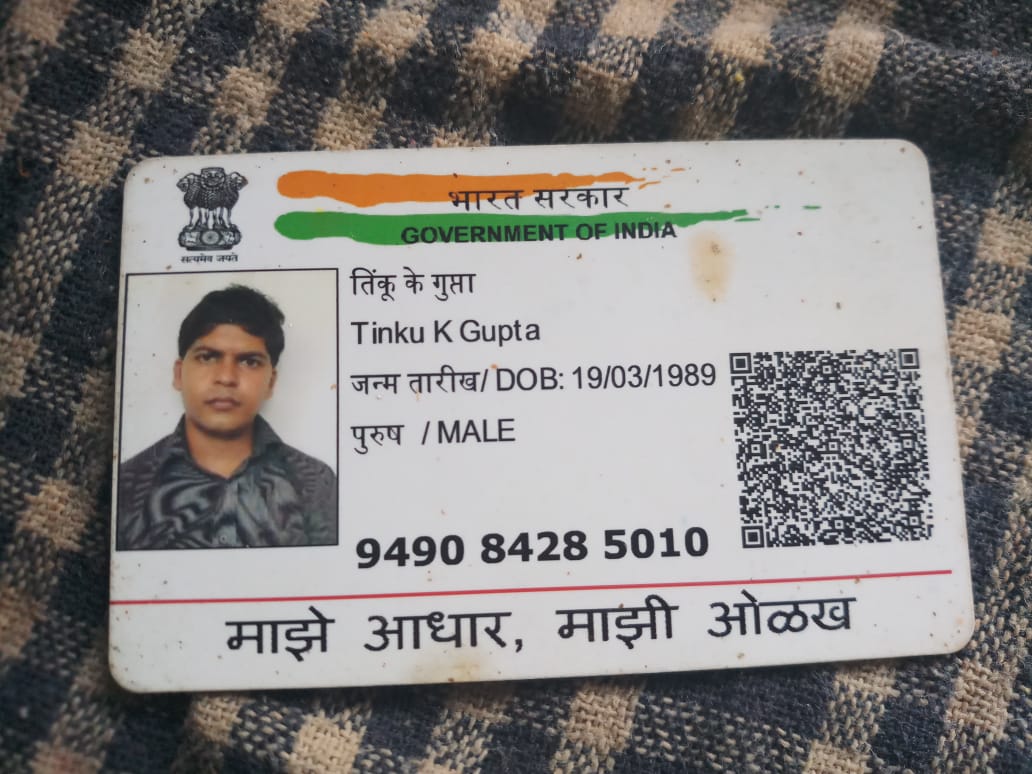 भारत सरकार
GOVERNMENT OF INDIA
सत्यमेव जयते
तिंकू के गुप्ता
Tinku K Gupta
जन्म तारीख/ DOB: 19/03/1989
पुरुष / MALE
9490 8428 5010
माझे आधार, माझी ओळख